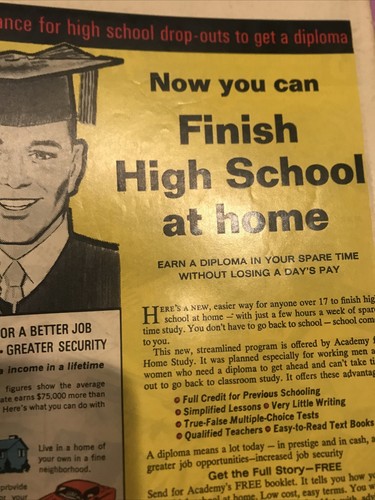 nce for high school drop-outs to get a diploma
Now you can
Finish
High School
at home
EARN A DIPLOMA IN YOUR SPARE TIME
WITHOUT LOSING A DAY'S PAY
HERE'S A NEW, easier way for anyone over 17 to finish hig
school at home — with just a few hours a week of spare
time study. You don't have to go back to school — school com
to you.
This new, streamlined program is offered by Academy f
Home Study. It was planned especially for working men a
women who need a diploma to get ahead and can't take ti
out to go back to classroom study. It offers these advantag
• Full Credit for Previous Schooling
• Simplified Lessons • Very Little Writing
• True-False Multiple-Choice Tests
• Qualified Teachers • Easy-to-Read Text Books
A diploma means a lot today — in prestige and in cash, a
greater job opportunities—increased job security
Get the Full Story—FREE
Send for Academy's FREE booklet. It tells you how y
school at home. Low cost, easy terms. You w
OR A BETTER JOB
- GREATER SECURITY
income in a lifetime
figures show the average
ate earns $75,000 more than
Here's what you can do with
Live in a home
of your own in a fine
neighborhood.
provide
your